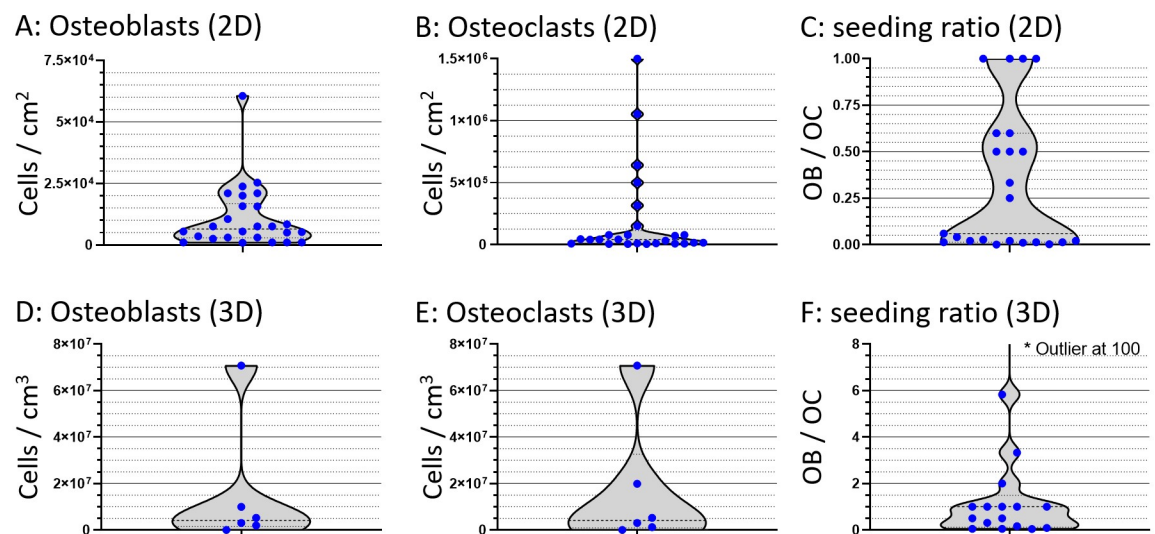 A: Osteoblasts (2D)
7.5×10⁴
5×10⁴
2.5×10⁴
0
Cells / cm²
B: Osteoclasts (2D)
1.5×10⁶
1×10⁶
5×10⁵
0
Cells / cm²
C: seeding ratio (2D)
1.00
0.75
0.50
0.25
0.00
OB / OC
D: Osteoblasts (3D)
8×10⁷
6×10⁷
4×10⁷
2×10⁷
0
Cells / cm³
E: Osteoclasts (3D)
8×10⁷
6×10⁷
4×10⁷
2×10⁷
0
Cells / cm³
F: seeding ratio (3D)
* Outlier at 100
8
6
4
2
0
OB / OC